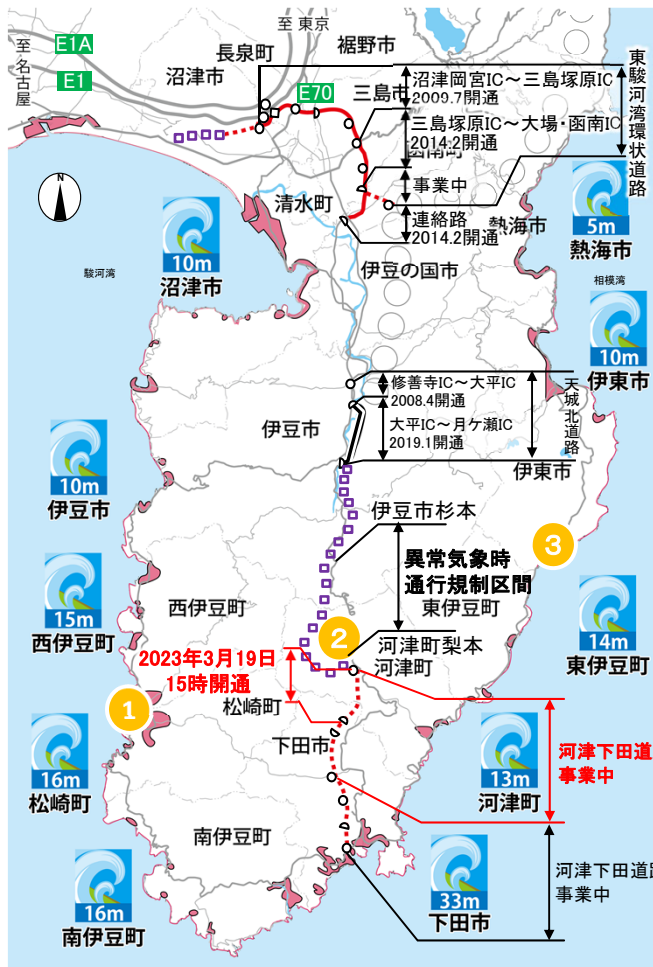 至 東京
E1A
至 名古屋
E1
長泉町
裾野市
沼津市
E70
三島市
函南町
清水町
熱海市
伊豆の国市
沼津岡宮IC～三島塚原IC
2009.7開通
三島塚原IC～大場・函南IC
2014.2開通
事業中
連絡路
2014.2開通
東駿河湾環状道路
N
駿河湾
相模湾
10m
沼津市
5m
熱海市
10m
伊東市
修善寺IC～大平IC
2008.4開通
大平IC～月ケ瀬IC
2019.1開通
天城北道路
伊豆市
伊東市
10m
伊豆市
伊豆市杉本
異常気象時
通行規制区間
3
15m
西伊豆町
西伊豆町
東伊豆町
14m
東伊豆町
2
河津町梨本
河津町
2023年3月19日
15時開通
1
松崎町
下田市
16m
松崎町
13m
河津町
河津下田道
事業中
南伊豆町
16m
南伊豆町
33m
下田市
河津下田道路
事業中